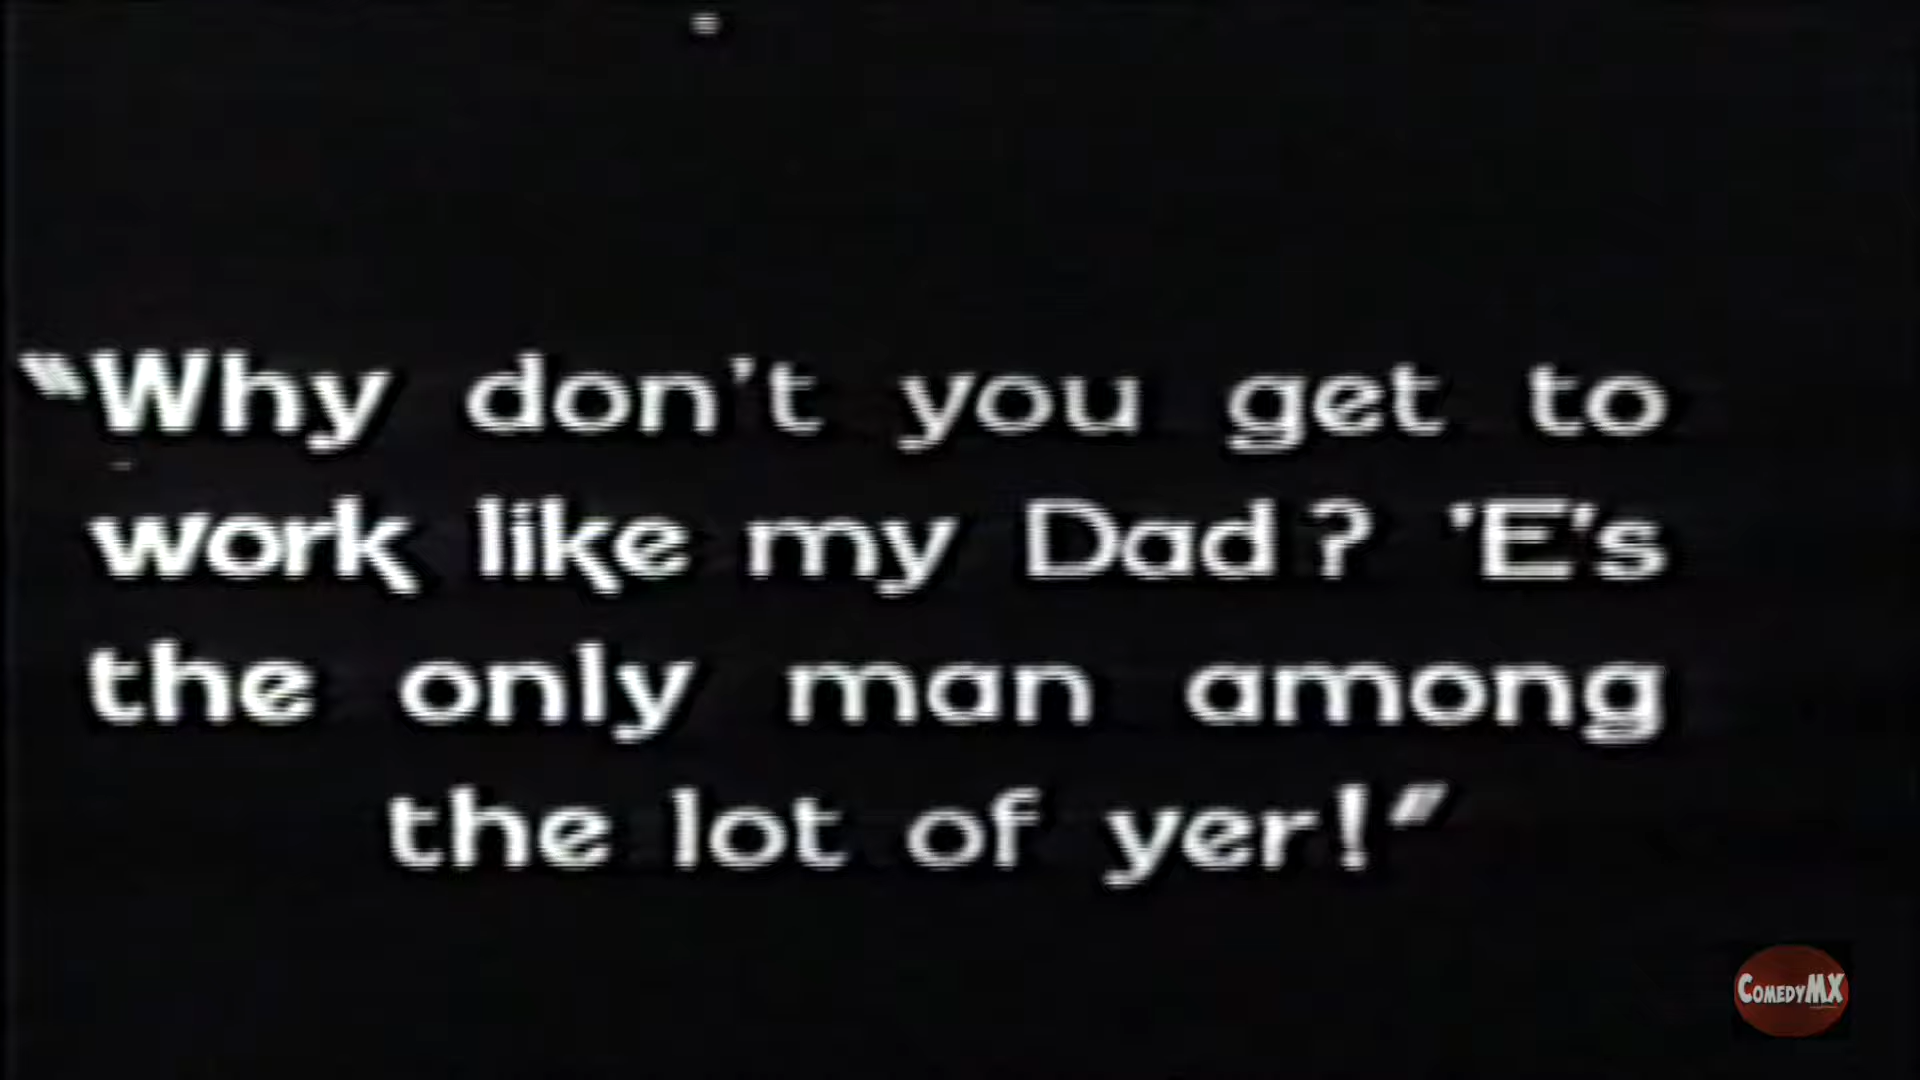 “Why don't you get to
work like my Dad? 'E's
the only man among
the lot of yer!”
COMEDYMX